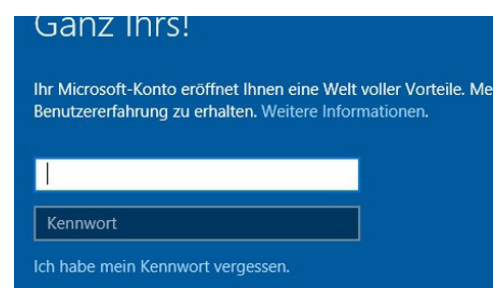 Ganz Ihrs!
Ihr Microsoft-Konto eröffnet Ihnen eine Welt voller Vorteile. Me
Benutzererfahrung zu erhalten. Weitere Informationen.
Kennwort
Ich habe mein Kennwort vergessen.